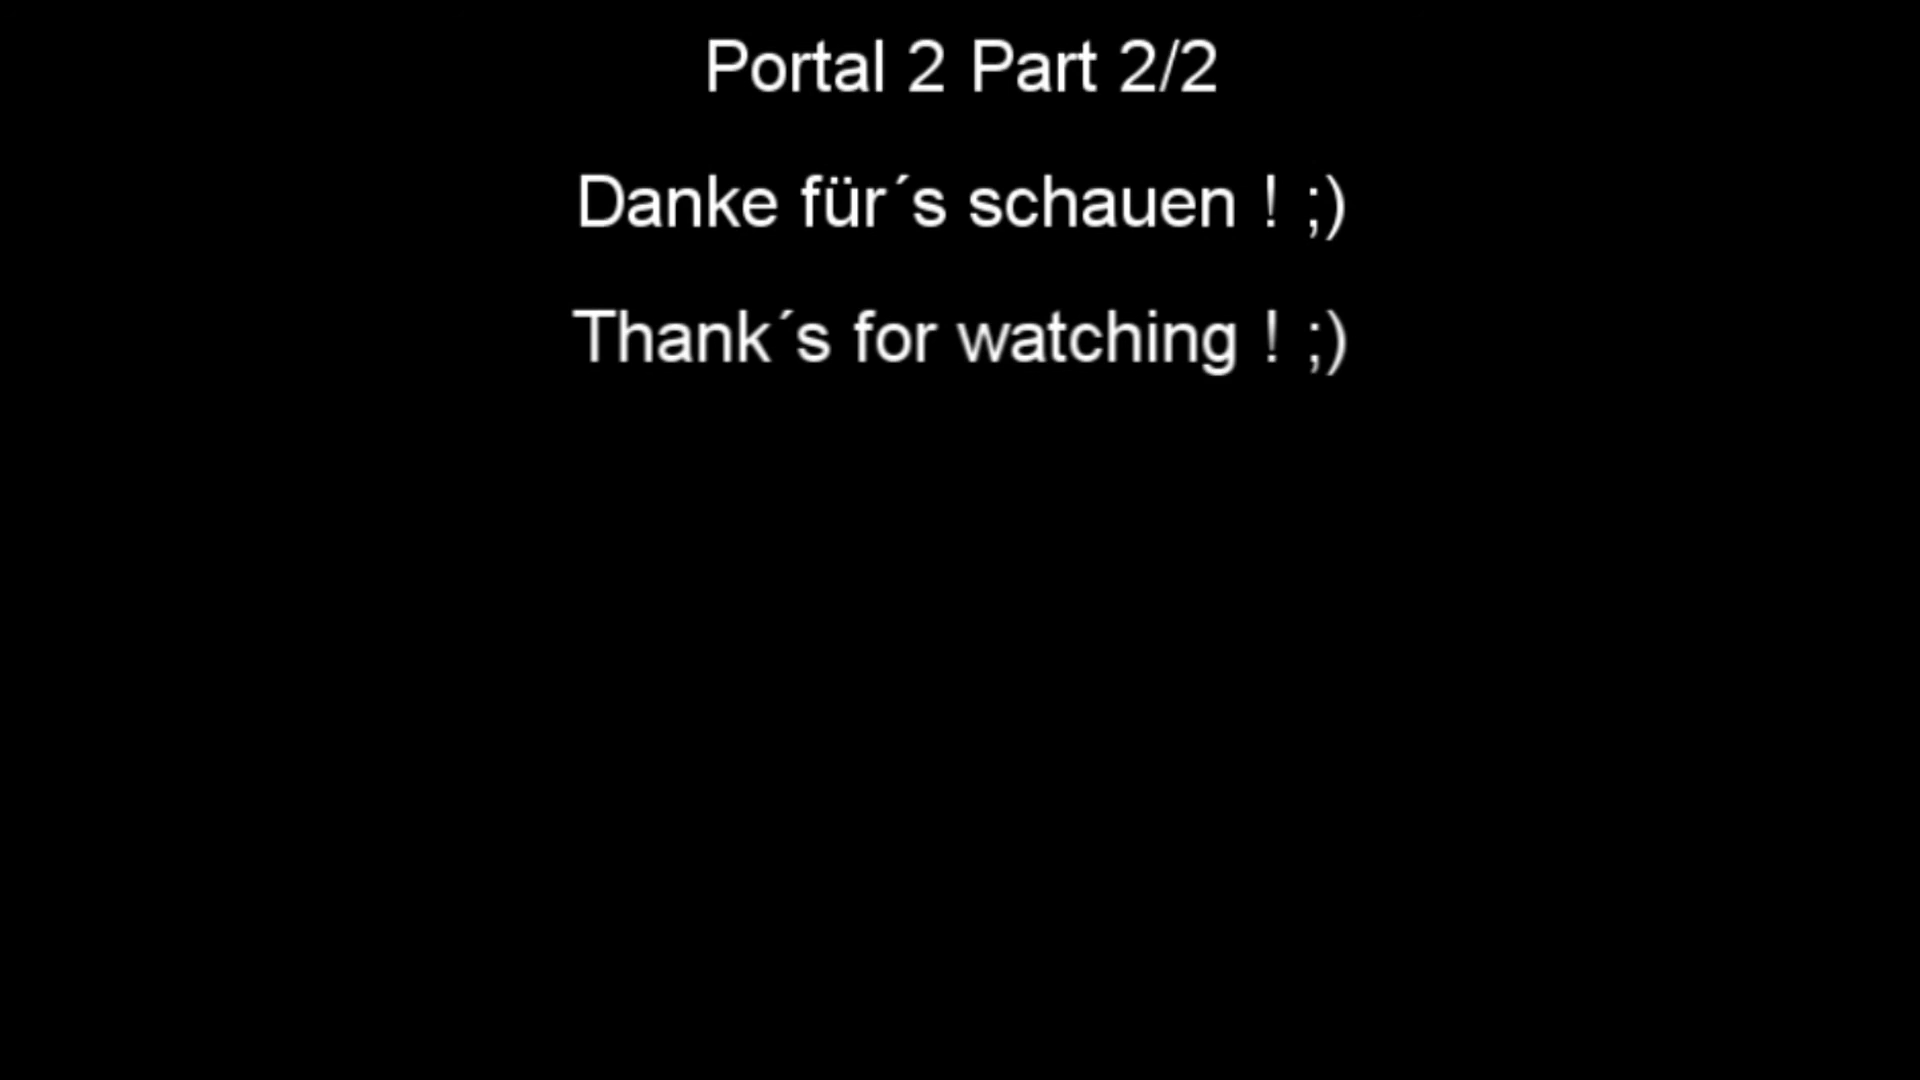 Portal 2 Part 2/2
Danke für´s schauen ! ;)
Thank´s for watching ! ;)